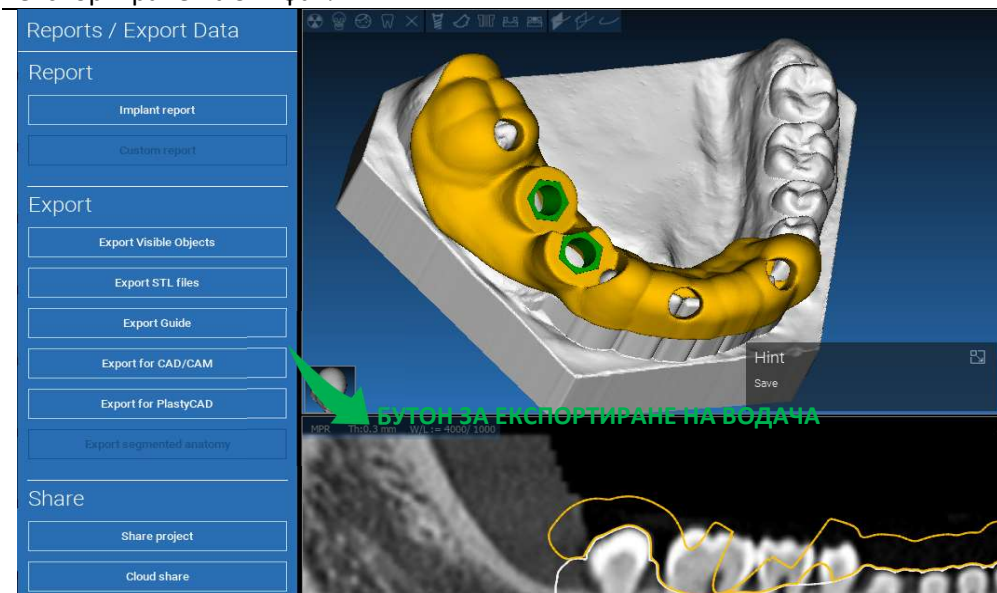 Reports / Export Data
Report
Implant report
Custom report
Export
Export Visible Objects
Export STL files
Export Guide
Export for CAD/CAM
Export for PlastyCAD
Export segmented anatomy
Share
Share project
Cloud share
Hint
Save
БУТОН ЗА ЕКСПОРТИРАНЕ НА ВОДАЧА
MPR Th:0.3 mm W/L := 4000/ 1000